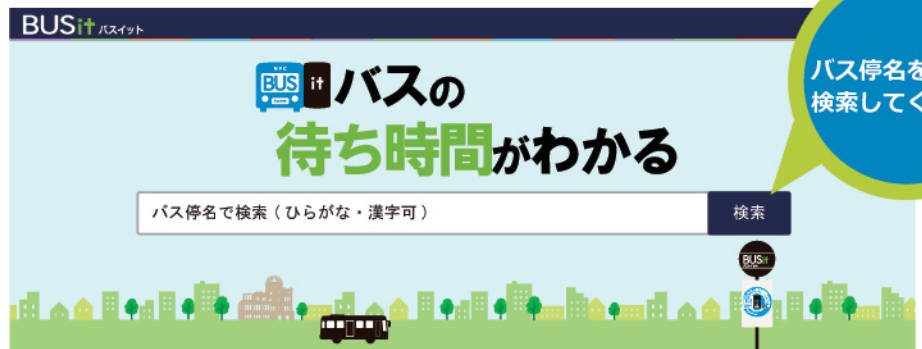 BUSit バスイット
バス停名を
検索してく
BUS it バスの
待ち時間がわかる
バス停名で検索（ひらがな・漢字可）
検索
BUSit